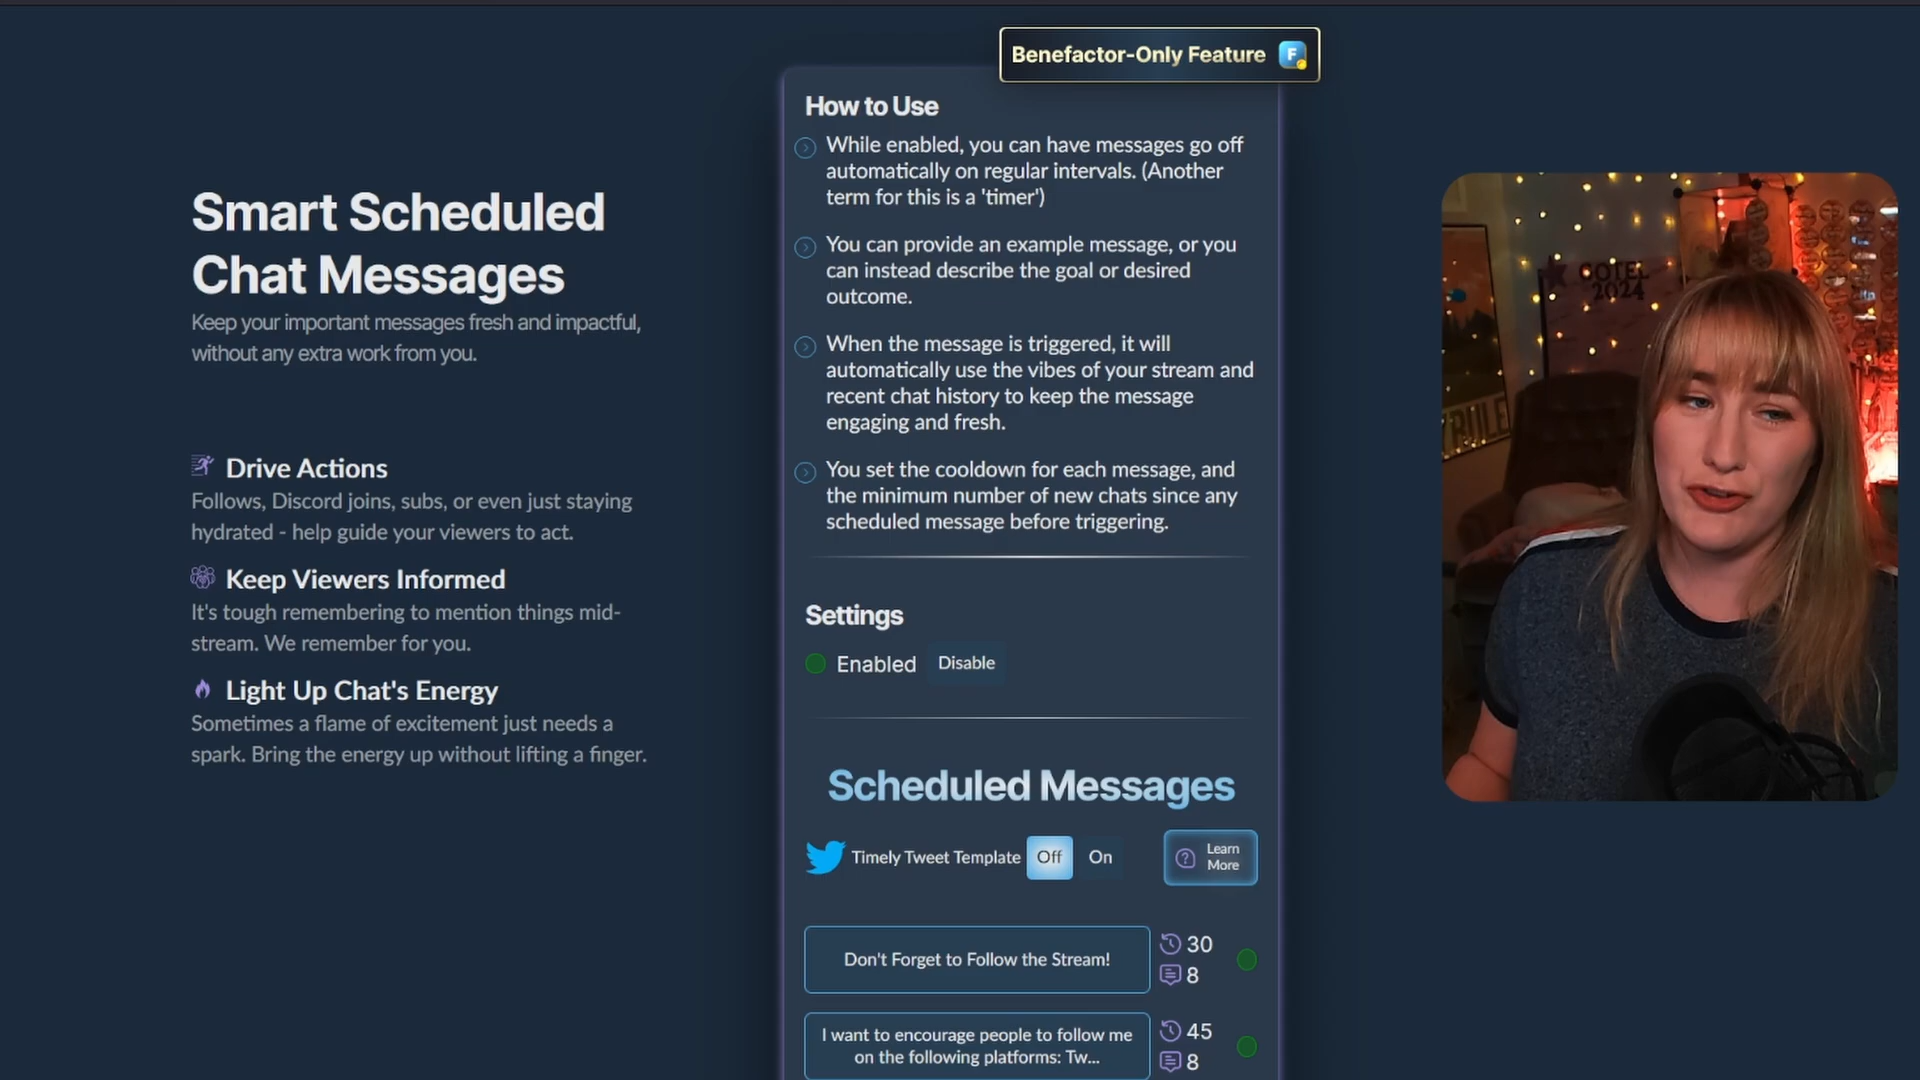 Benefactor-Only Feature F
Smart Scheduled
Chat Messages
Keep your important messages fresh and impactful,
without any extra work from you.
Drive Actions
Follows, Discord joins, subs, or even just staying
hydrated - help guide your viewers to act.
Keep Viewers Informed
It's tough remembering to mention things mid-
stream. We remember for you.
Light Up Chat's Energy
Sometimes a flame of excitement just needs a
spark. Bring the energy up without lifting a finger.
How to Use
While enabled, you can have messages go off
automatically on regular intervals. (Another
term for this is a 'timer')
You can provide an example message, or you
can instead describe the goal or desired
outcome.
When the message is triggered, it will
automatically use the vibes of your stream and
recent chat history to keep the message
engaging and fresh.
You set the cooldown for each message, and
the minimum number of new chats since any
scheduled message before triggering.
Settings
Enabled Disable
Scheduled Messages
Timely Tweet Template Off On
Learn
More
Don't Forget to Follow the Stream!
30
8
I want to encourage people to follow me
on the following platforms: Tw...
45
8
2024